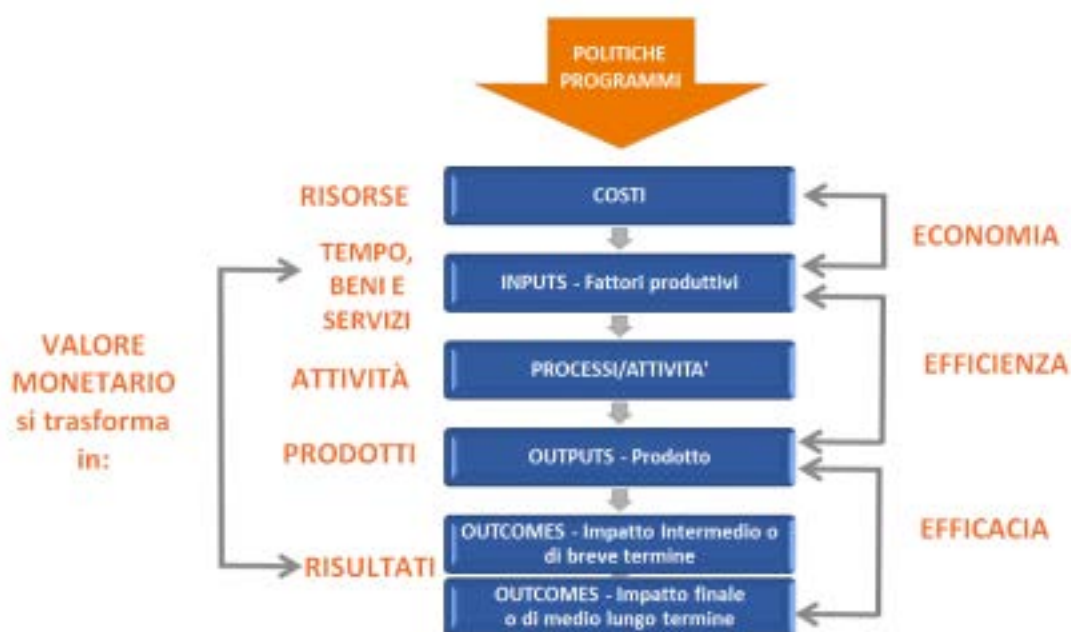 POLITICHE
PROGRAMMI
RISORSE
COSTI
ECONOMIA
TEMPO,
BENI E
SERVIZI
INPUTS - Fattori produttivi
VALORE
MONETARIO
si trasforma
in:
ATTIVITÀ
PROCESSI/ATTIVITA'
EFFICIENZA
PRODOTTI
OUTPUTS - Prodotto
RISULTATI
OUTCOMES - Impatto Intermedio o
di breve termine
EFFICACIA
OUTCOMES - Impatto finale
o di medio lungo termine